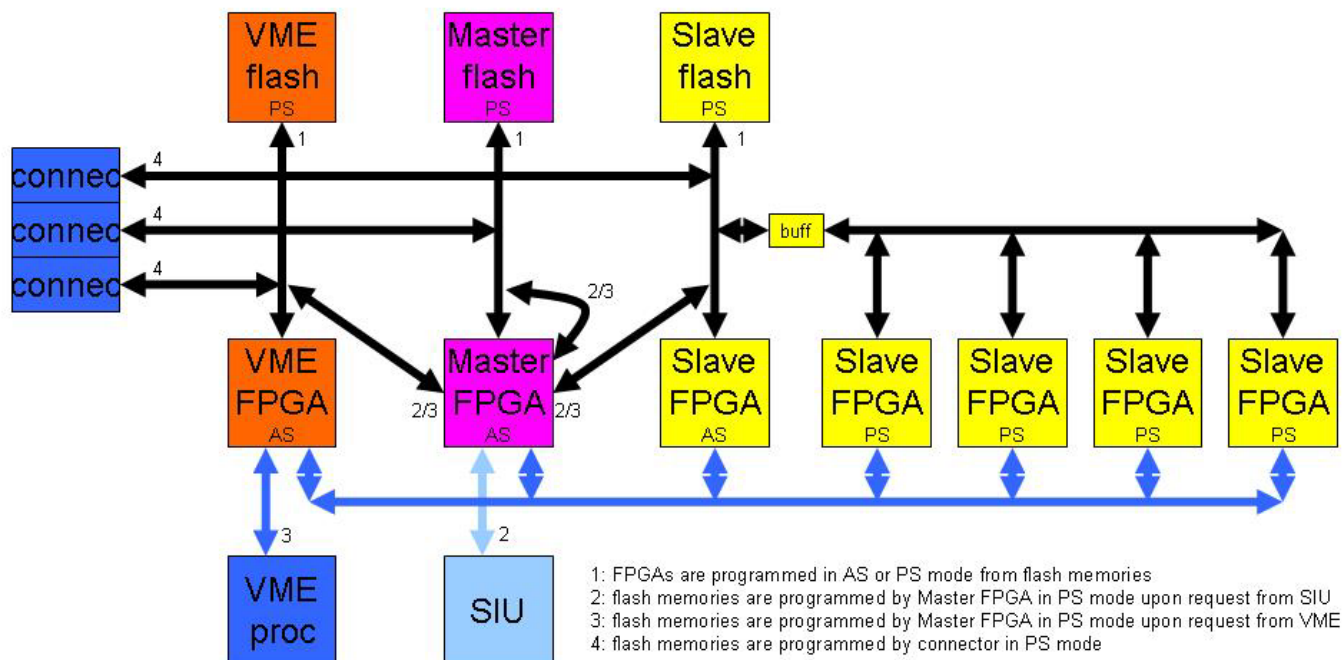 VME
flash
PS
Master
flash
PS
Slave
flash
PS
1
1
1
connec
4
connec
4
connec
4
buff
2/3
VME
FPGA
AS
2/3
Master
FPGA
AS
2/3
Slave
FPGA
AS
Slave
FPGA
PS
Slave
FPGA
PS
Slave
FPGA
PS
Slave
FPGA
PS
3
2
VME
proc
SIU
1: FPGAs are programmed in AS or PS mode from flash memories
2: flash memories are programmed by Master FPGA in PS mode upon request from SIU
3: flash memories are programmed by Master FPGA in PS mode upon request from VME
4: flash memories are programmed by connector in PS mode